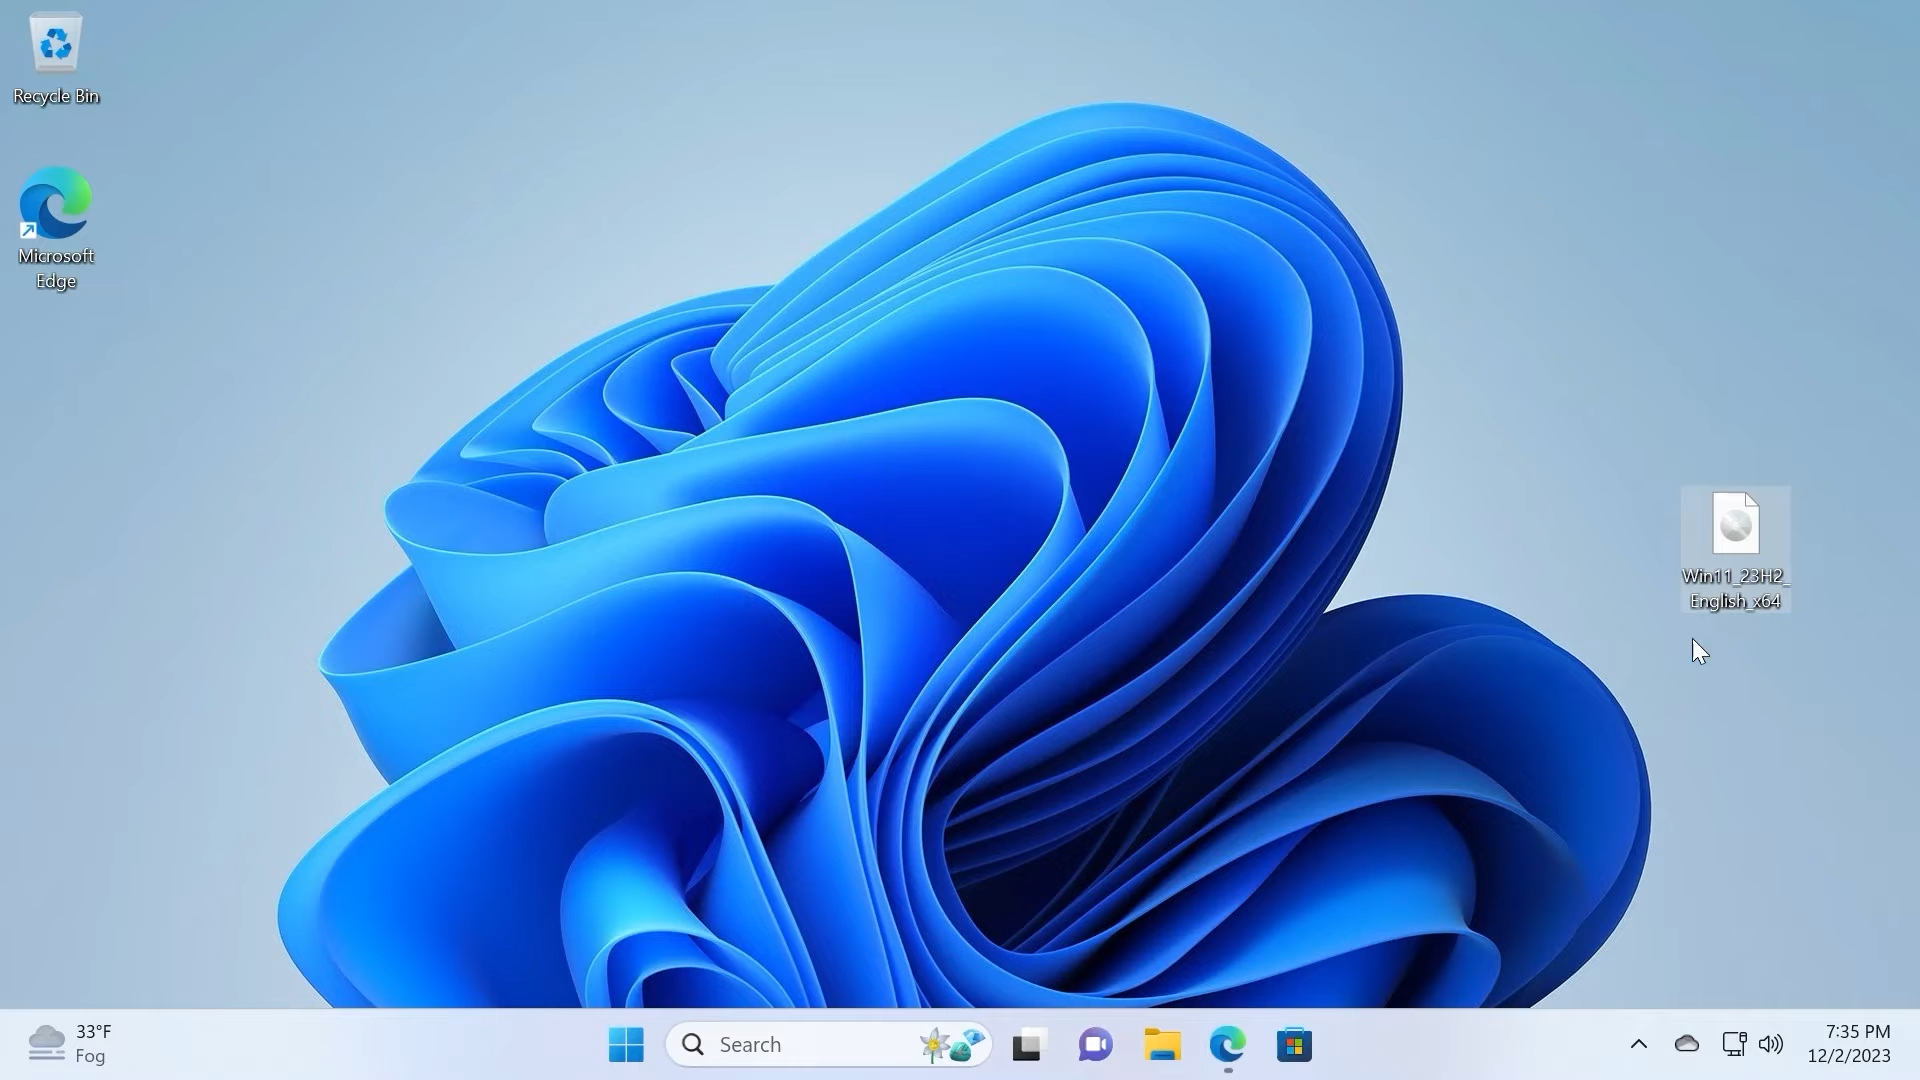 Recycle Bin
Microsoft
Edge
Win11_23H2_
English_x64
33°F
Fog
Search
7:35 PM
12/2/2023